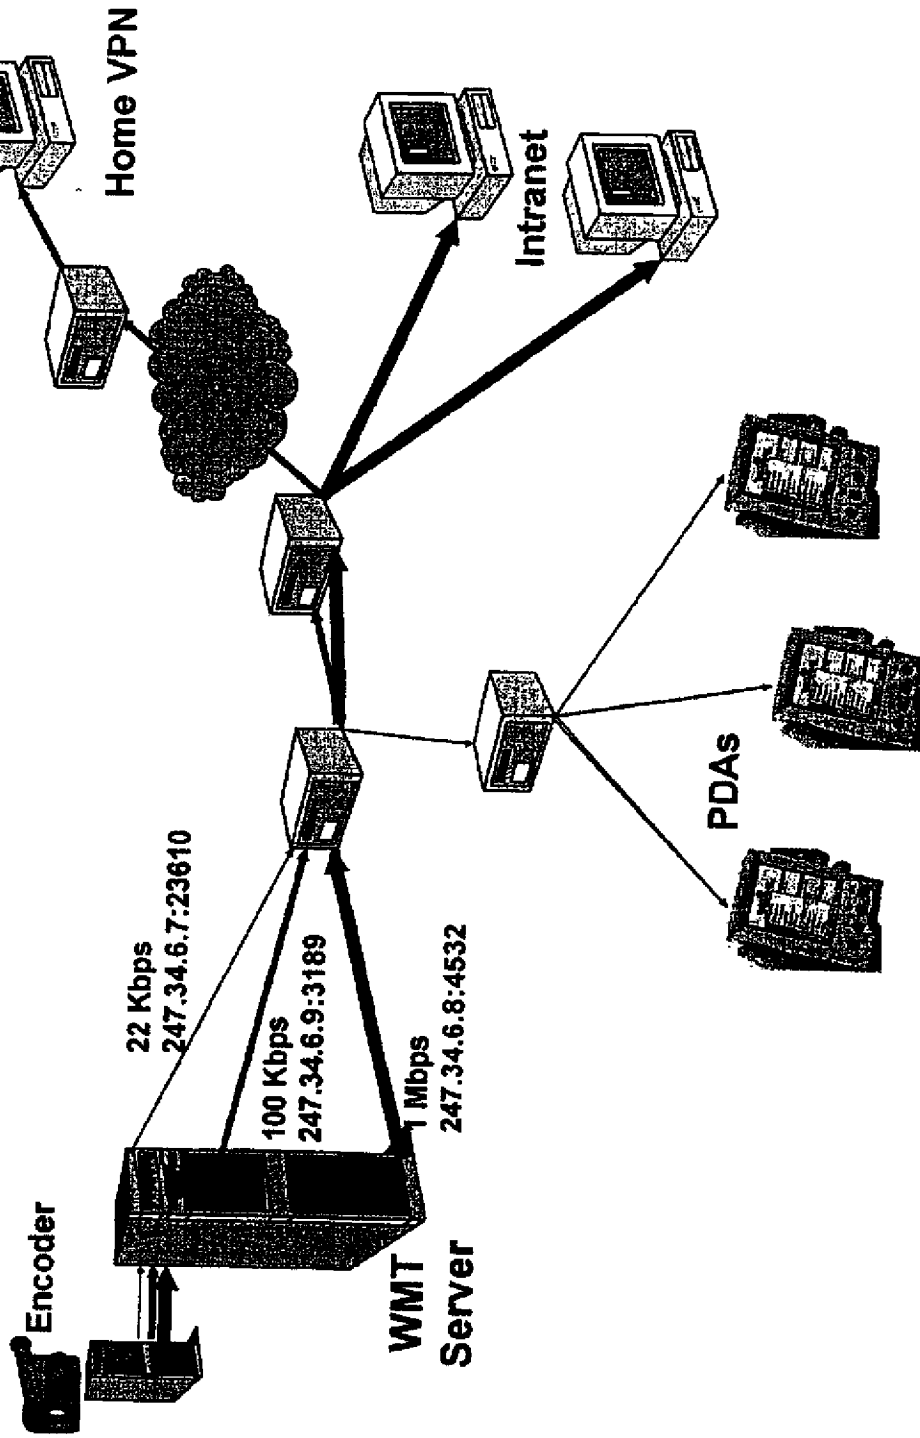 Encoder
WMT
Server
22 Kbps
247.34.6.7:23610
100 Kbps
247.34.6.9:3189
1 Mbps
247.34.6.8:4532
PDAs
Intranet
Home VPN